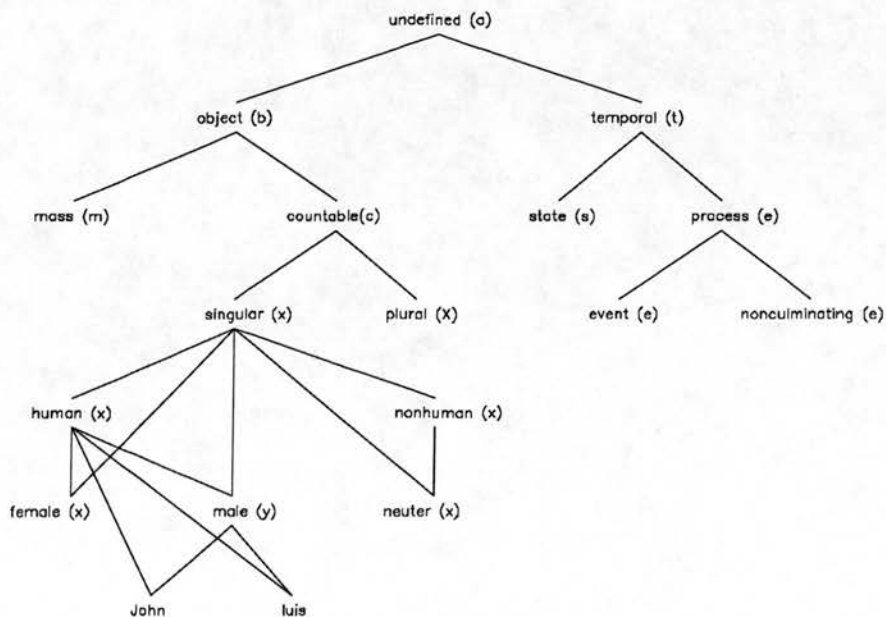 undefined (a)
object (b) temporal (t)
mass (m) countable(c) state (s) process (e)
singular (x) plural (X) event (e) nonculminating (e)
human (x) nonhuman (x)
female (x) male (y) neuter (x)
John luis